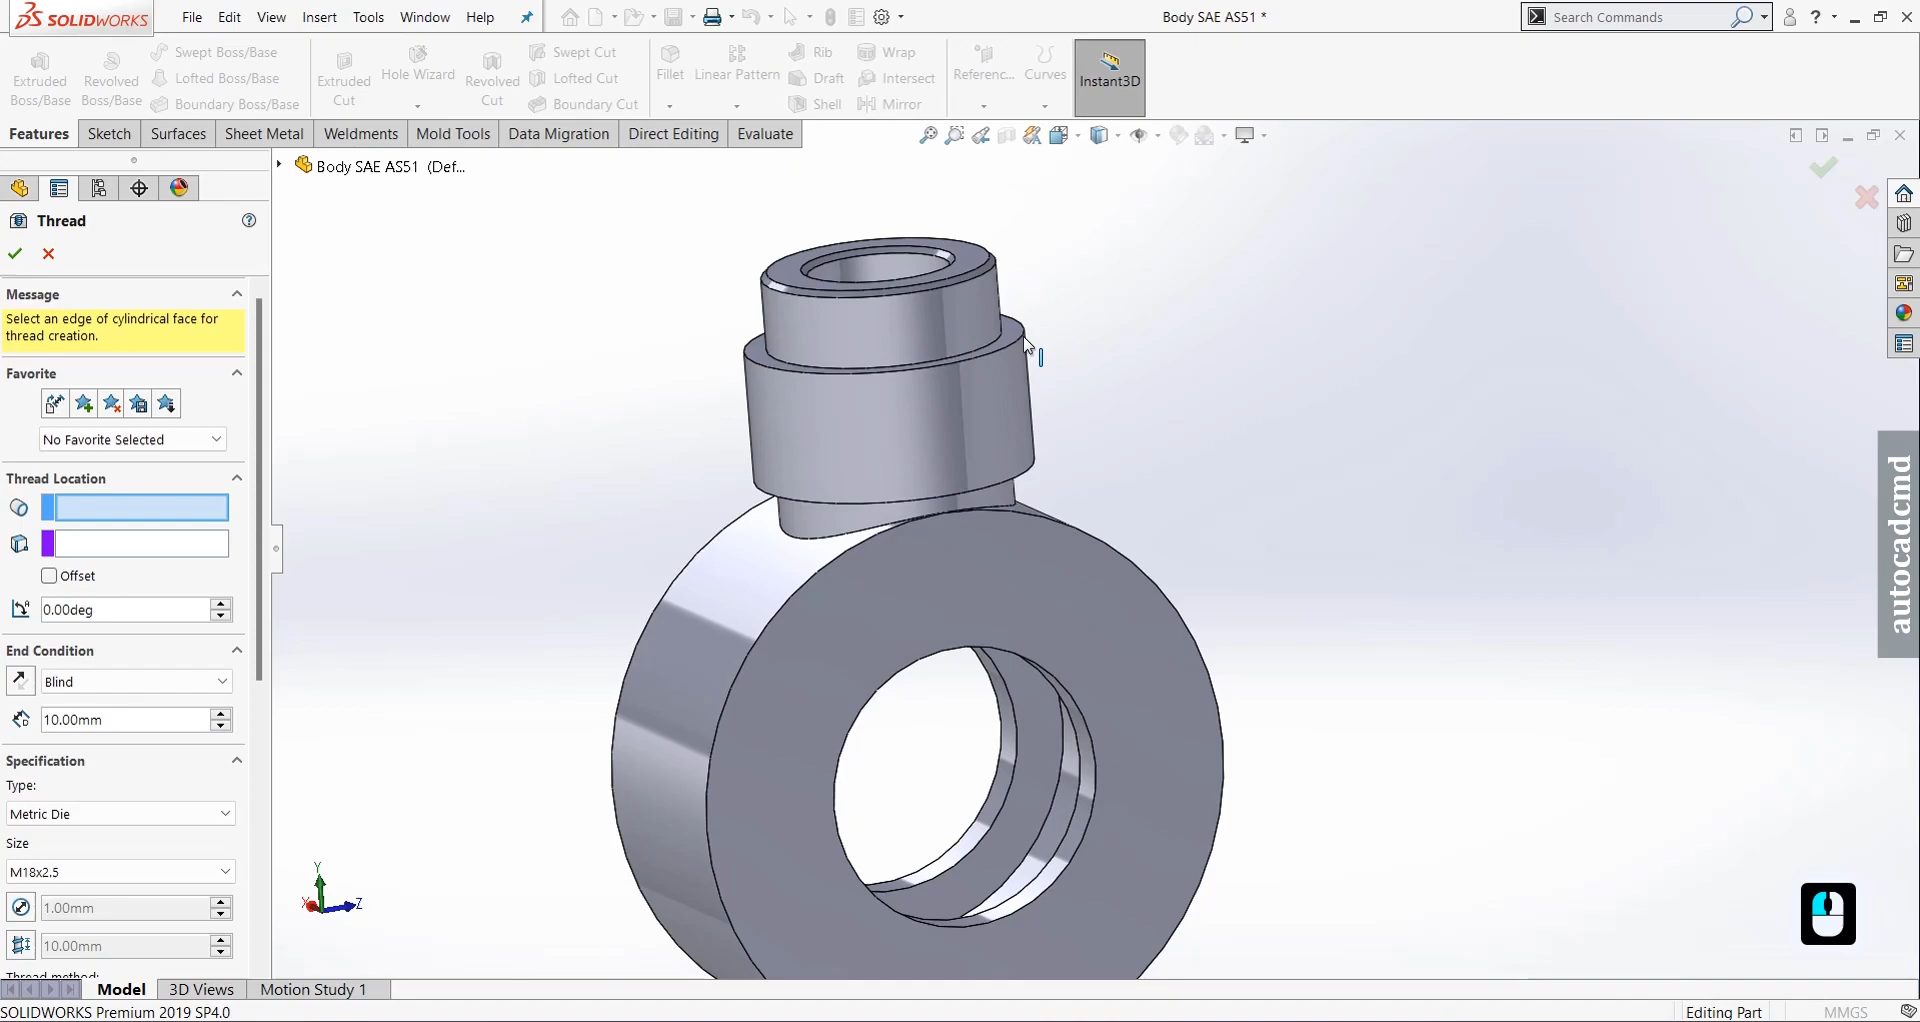 SOLIDWORKS File Edit View Insert Tools Window Help Body SAE AS51 * Search Commands ?
Extruded Boss/Base
Revolved Boss/Base
Swept Boss/Base
Lofted Boss/Base
Boundary Boss/Base
Extruded Cut
Hole Wizard
Revolved Cut
Swept Cut
Lofted Cut
Boundary Cut
Fillet
Linear Pattern
Rib
Draft
Shell
Wrap
Intersect
Mirror
Referenc...
Curves
Instant3D
Features Sketch Surfaces Sheet Metal Weldments Mold Tools Data Migration Direct Editing Evaluate
Body SAE AS51 (Def...
Thread
Message
Select an edge of cylindrical face for
thread creation.
Favorite
No Favorite Selected
Thread Location
Offset
0.00deg
End Condition
Blind
10.00mm
Specification
Type:
Metric Die
Size
M18x2.5
1.00mm
10.00mm
Thread method:
Y
X
Z
autocadcmd
Model 3D Views Motion Study 1
SOLIDWORKS Premium 2019 SP4.0 Editing Part MMGS